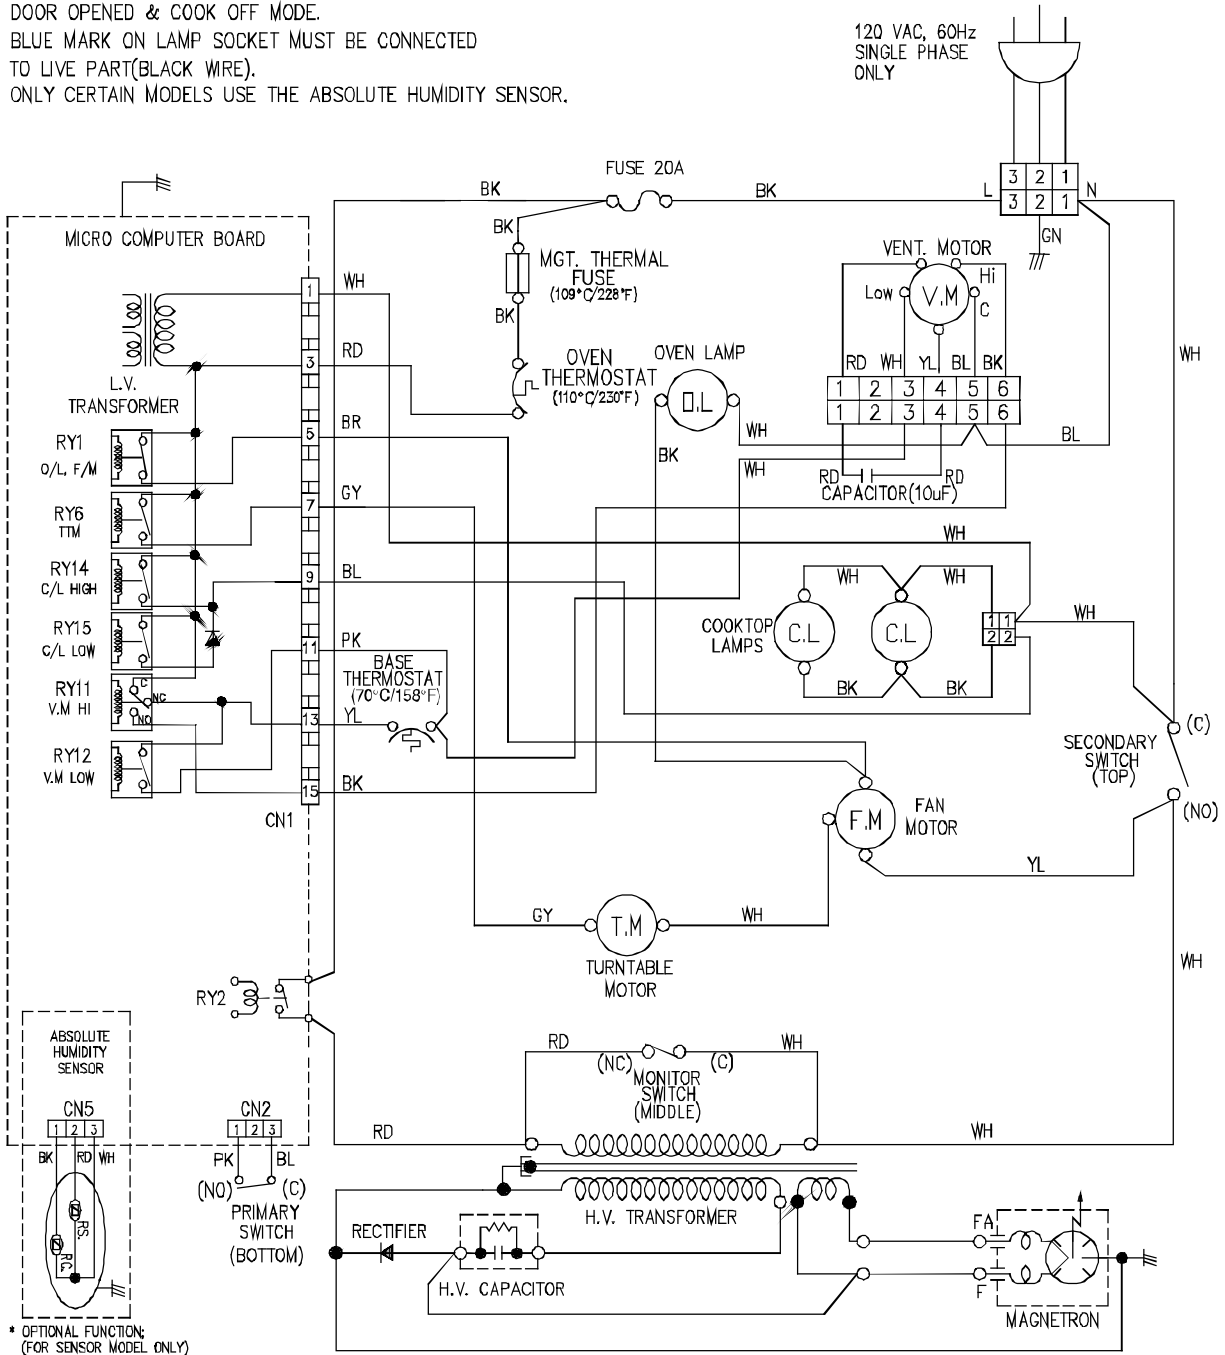 DOOR OPENED & COOK OFF MODE.
BLUE MARK ON LAMP SOCKET MUST BE CONNECTED
TO LIVE PART(BLACK WIRE).
ONLY CERTAIN MODELS USE THE ABSOLUTE HUMIDITY SENSOR.
120 VAC, 60Hz
SINGLE PHASE
ONLY
FUSE 20A
BK
BK
L
3 2 1
3 2 1
N
GN
MICRO COMPUTER BOARD
BK
MGT. THERMAL
FUSE
(109°C/228°F)
BK
VENT. MOTOR
Hi
Low
V.M
C
1
WH
3
RD
OVEN
THERMOSTAT
(110°C/230°F)
OVEN LAMP
O.L
RD WH YL BL BK
1 2 3 4 5 6
1 2 3 4 5 6
WH
L.V.
TRANSFORMER
RY1
O/L, F/M
5
BR
BK
WH
WH
BL
RD
RD
CAPACITOR(10uF)
RY6
TTM
7
GY
WH
RY14
C/L HIGH
9
BL
WH
WH
COOKTOP
LAMPS
C.L
C.L
1 1
2 2
WH
BK
BK
RY15
C/L LOW
11
PK
BASE
THERMOSTAT
(70°C/158°F)
RY11
V.M HI
C
NC
NO
13
YL
(C)
SECONDARY
SWITCH
(TOP)
(NO)
RY12
V.M LOW
15
BK
CN1
F.M
FAN
MOTOR
YL
GY
T.M
WH
TURNTABLE
MOTOR
WH
RY2
ABSOLUTE
HUMIDITY
SENSOR
RD
(NC)
(C)
WH
MONITOR
SWITCH
(MIDDLE)
CN5
1 2 3
BK RD WH
CN2
1 2 3
PK
BL
(NO)
(C)
PRIMARY
SWITCH
(BOTTOM)
RD
WH
H.V. TRANSFORMER
RECTIFIER
H.V. CAPACITOR
FA
F
MAGNETRON
RS.
RC.
* OPTIONAL FUNCTION;
(FOR SENSOR MODEL ONLY)